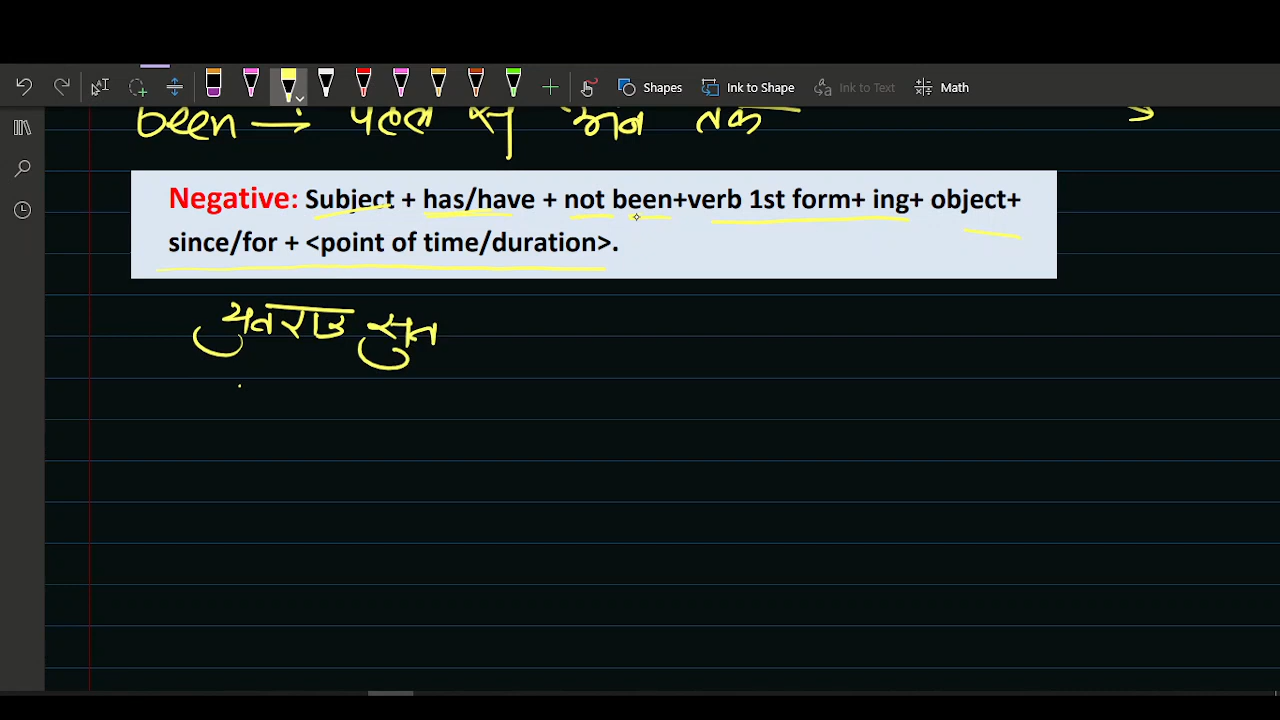 Shapes Ink to Shape Ink to Text Math
been → पहले से अब तक
Negative: Subject + has/have + not been+verb 1st form+ ing+ object+
since/for + <point of time/duration>.
युवराज सुब